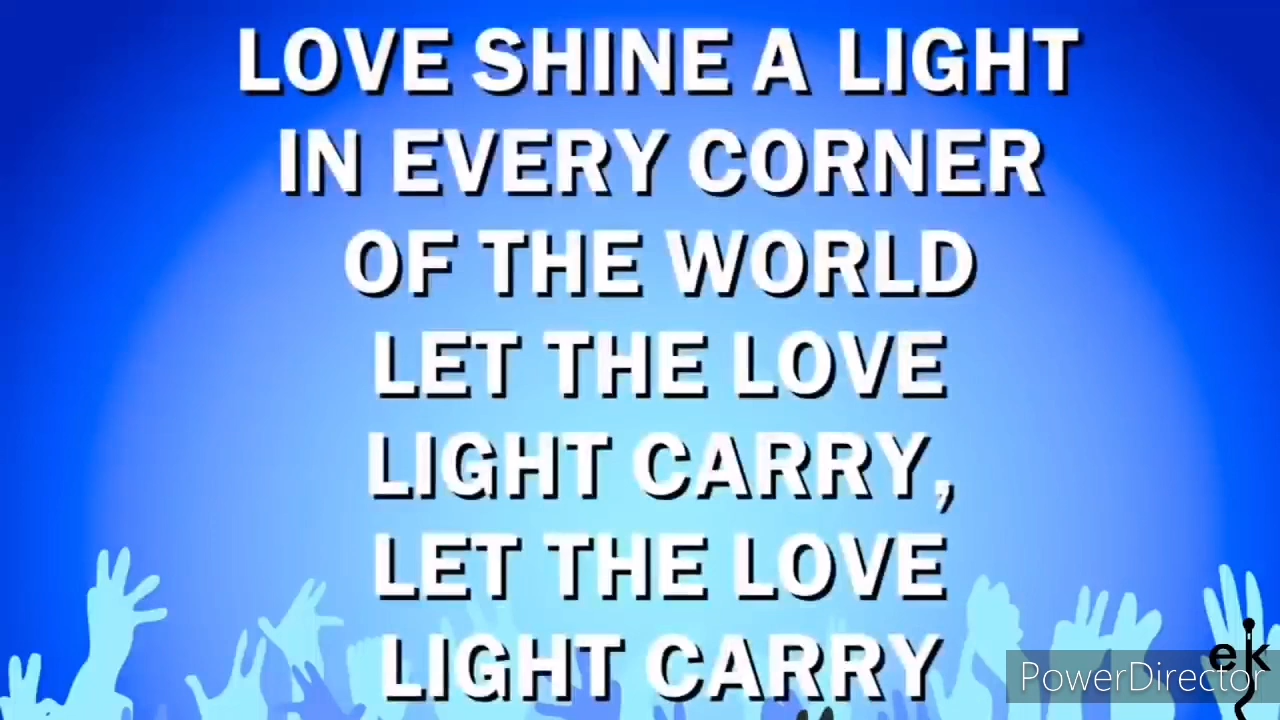 LOVE SHINE A LIGHT
IN EVERY CORNER
OF THE WORLD
LET THE LOVE
LIGHT CARRY,
LET THE LOVE
LIGHT CARRY
ek
PowerDirector